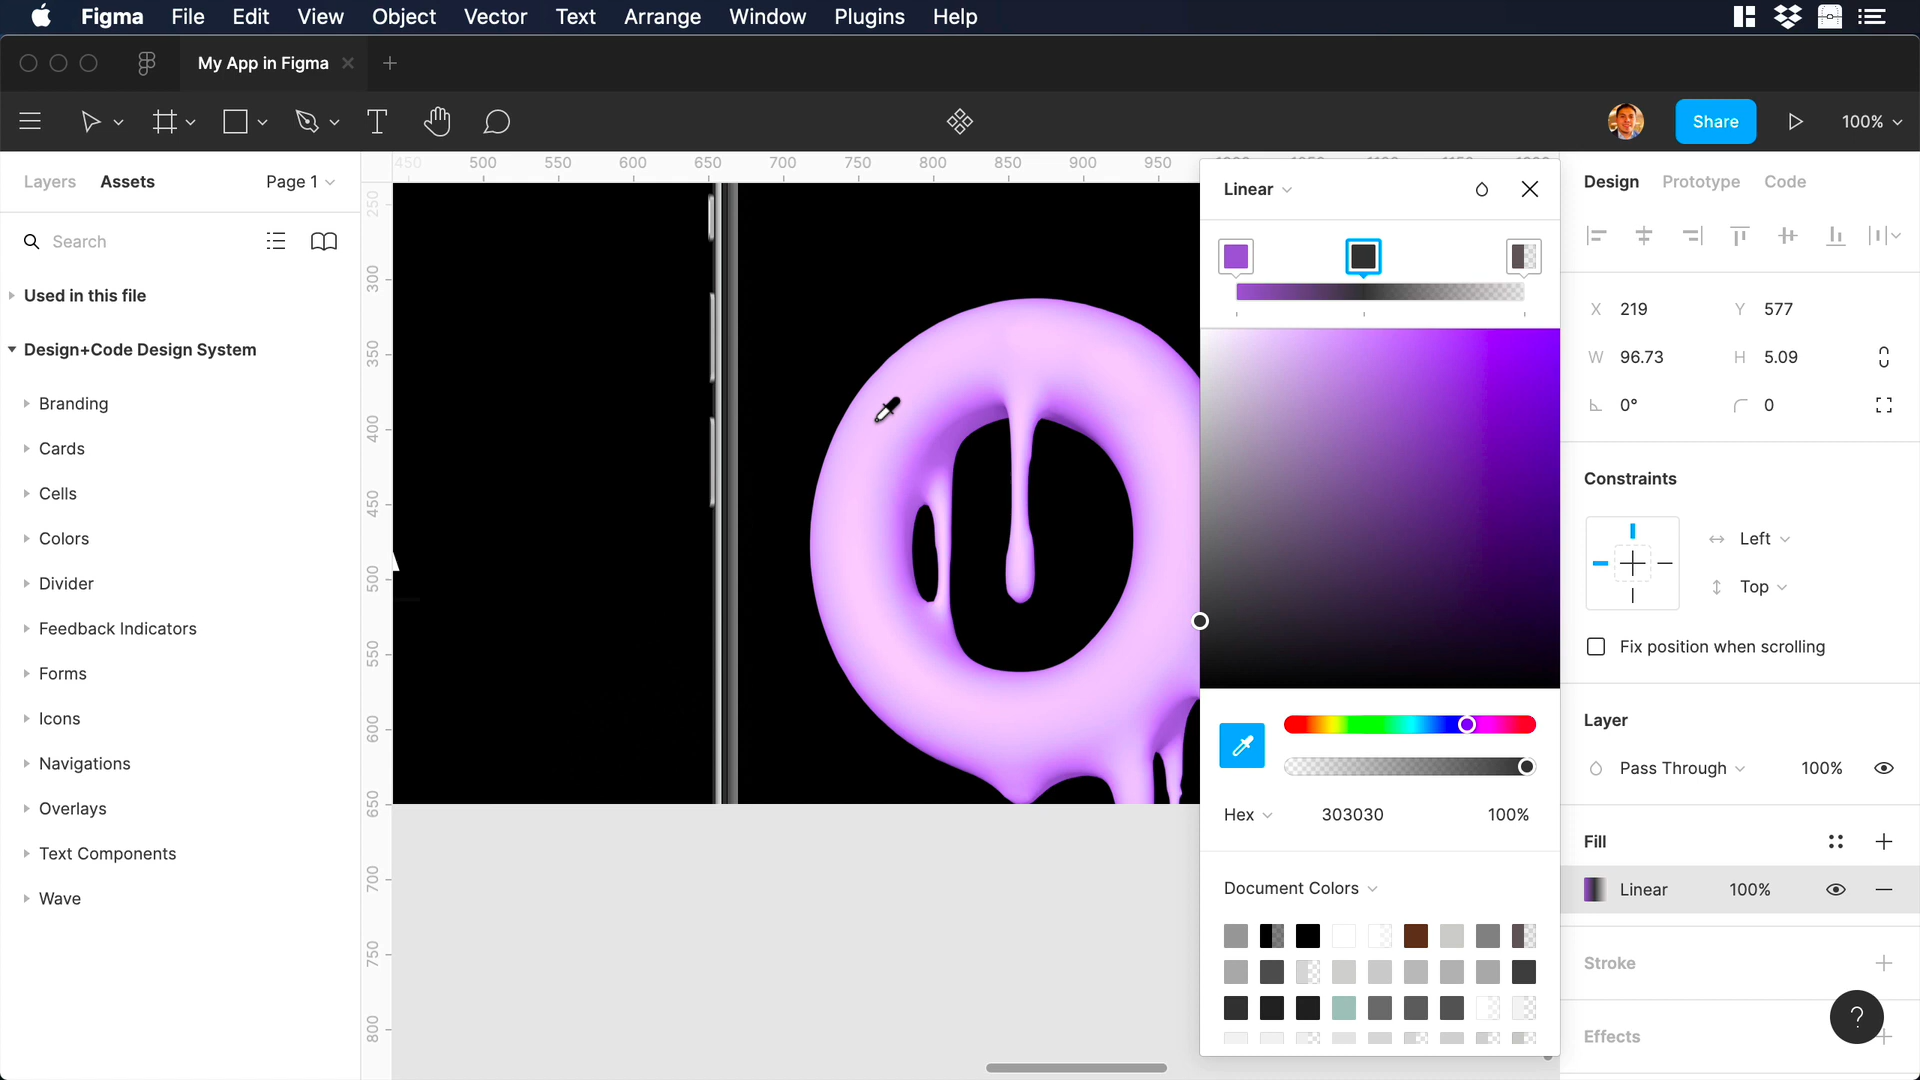 Figma File Edit View Object Vector Text Arrange Window Plugins Help
My App in Figma
Share
100%
Layers Assets Page 1
Search
Used in this file
Design+Code Design System
Branding
Cards
Cells
Colors
Divider
Feedback Indicators
Forms
Icons
Navigations
Overlays
Text Components
Wave
450 500 550 600 650 700 750 800 850 900 950
250
300
350
400
450
500
550
600
650
700
750
800
Linear
Hex 303030 100%
Document Colors
Design Prototype Code
X 219 Y 577
W 96.73 H 5.09
0° 0
Constraints
Left
Top
Fix position when scrolling
Layer
Pass Through 100%
Fill
Linear 100%
Stroke
Effects
?